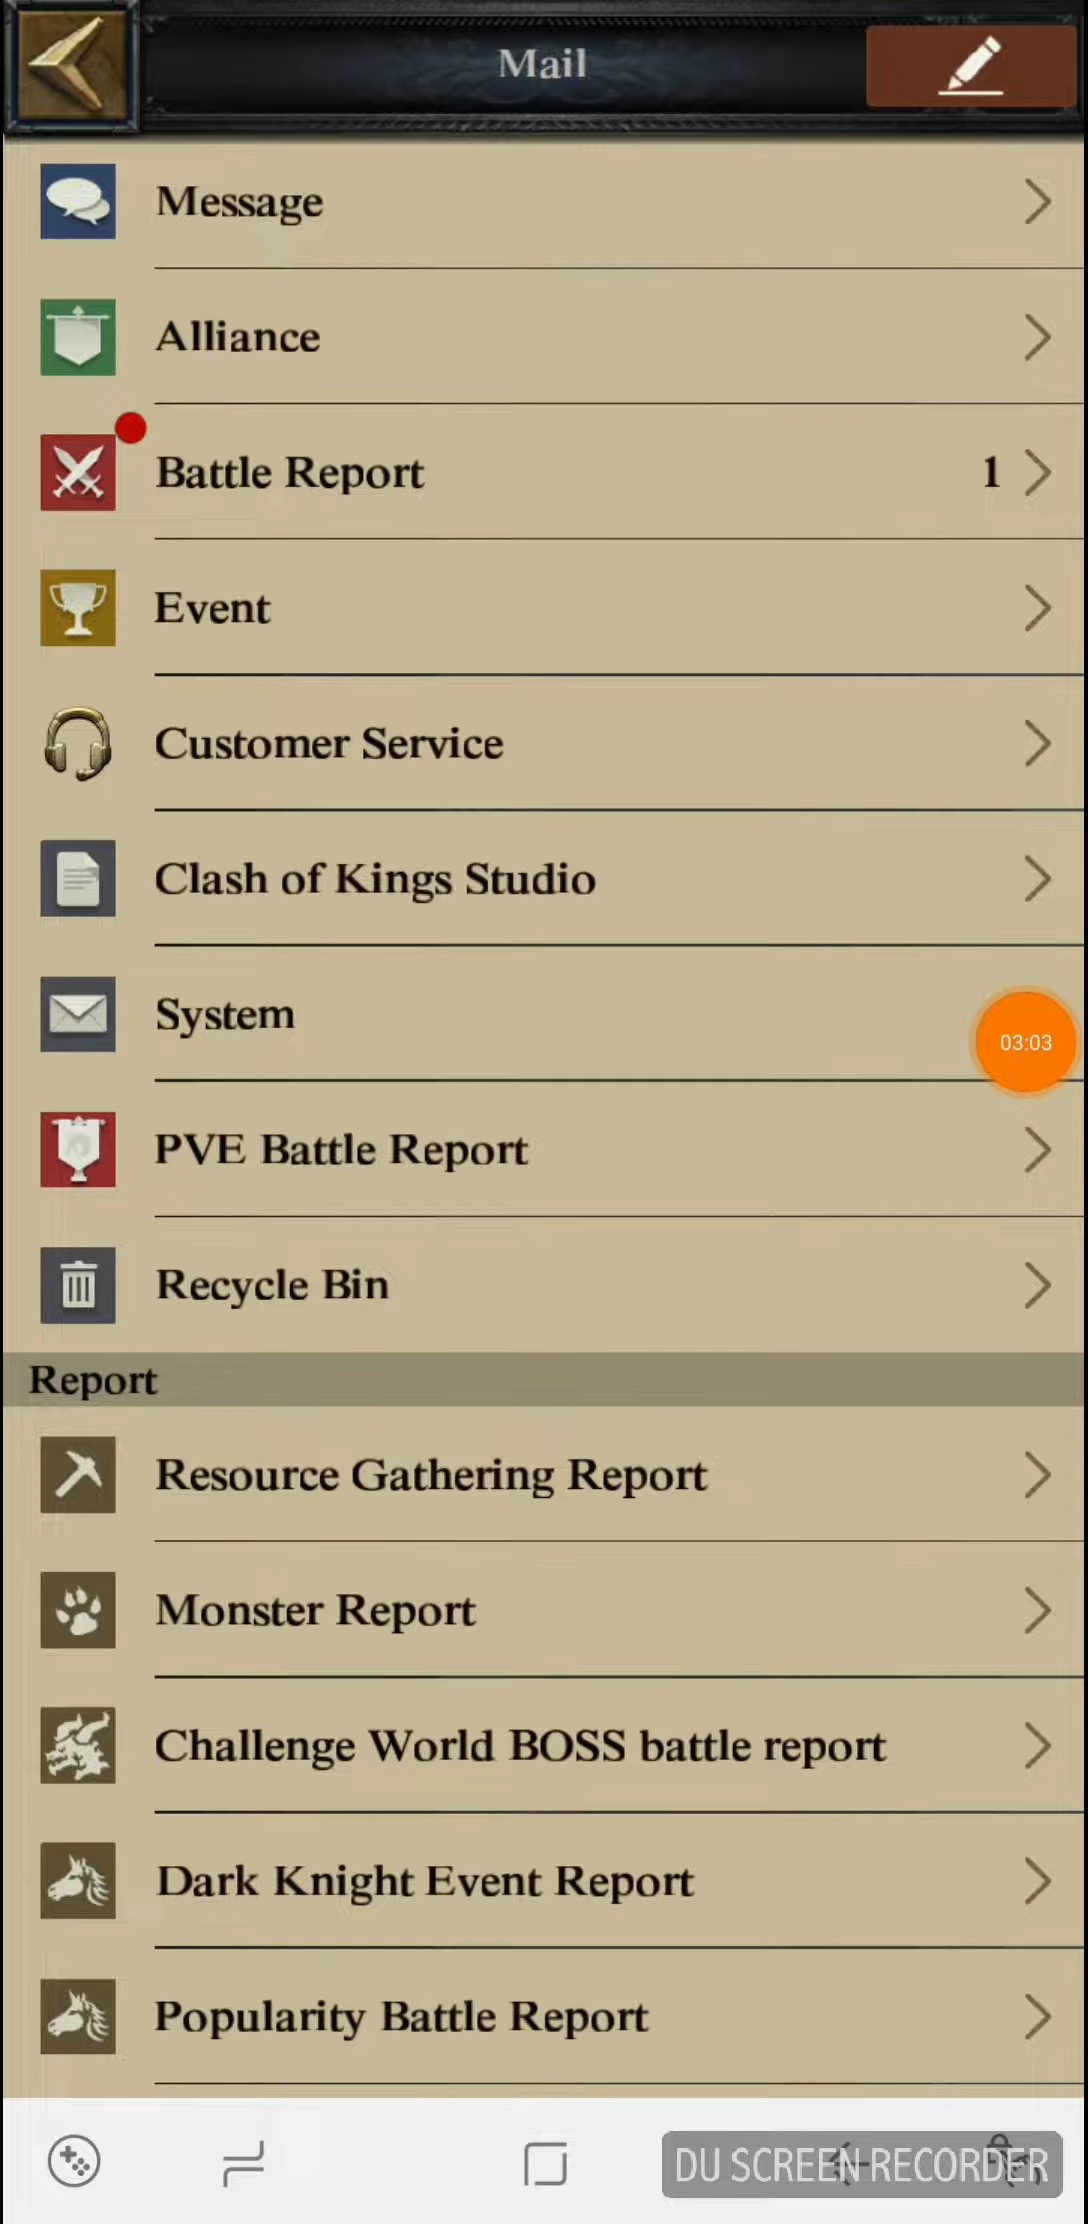 Mail
Message
Alliance
Battle Report 1
Event
Customer Service
Clash of Kings Studio
System
03:03
PVE Battle Report
Recycle Bin
Report
Resource Gathering Report
Monster Report
Challenge World BOSS battle report
Dark Knight Event Report
Popularity Battle Report
DU SCREEN RECORDER